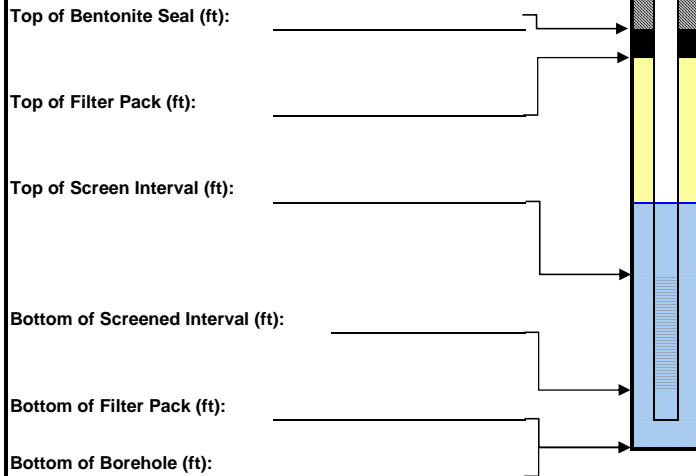 Top of Bentonite Seal (ft):
Top of Filter Pack (ft):
Top of Screen Interval (ft):
Bottom of Screened Interval (ft):
Bottom of Filter Pack (ft):
Bottom of Borehole (ft):